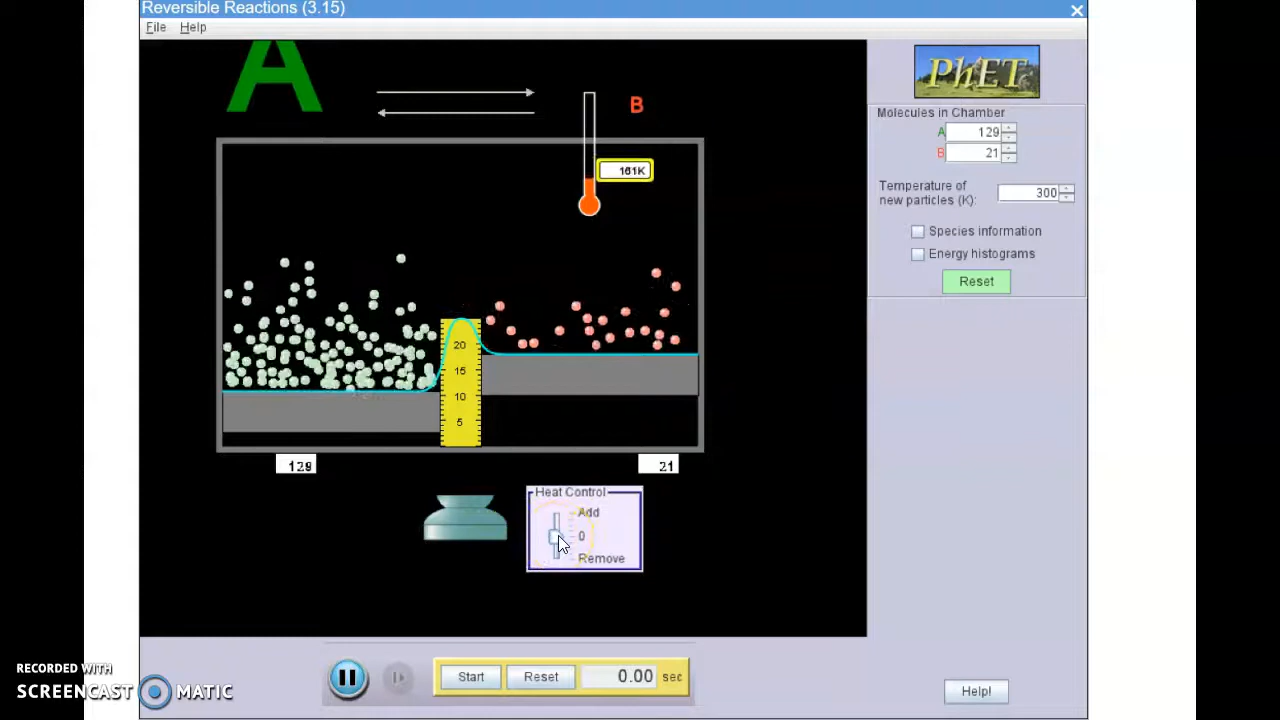 Reversible Reactions (3.15)
File Help
A
B
161K
PhET
Molecules in Chamber
A 129
B 21
Temperature of
new particles (K): 300
Species information
Energy histograms
Reset
20
15
10
5
129
21
Heat Control
Add
0
Remove
RECORDED WITH
SCREENCAST MATIC
Start Reset 0.00 sec
Help!